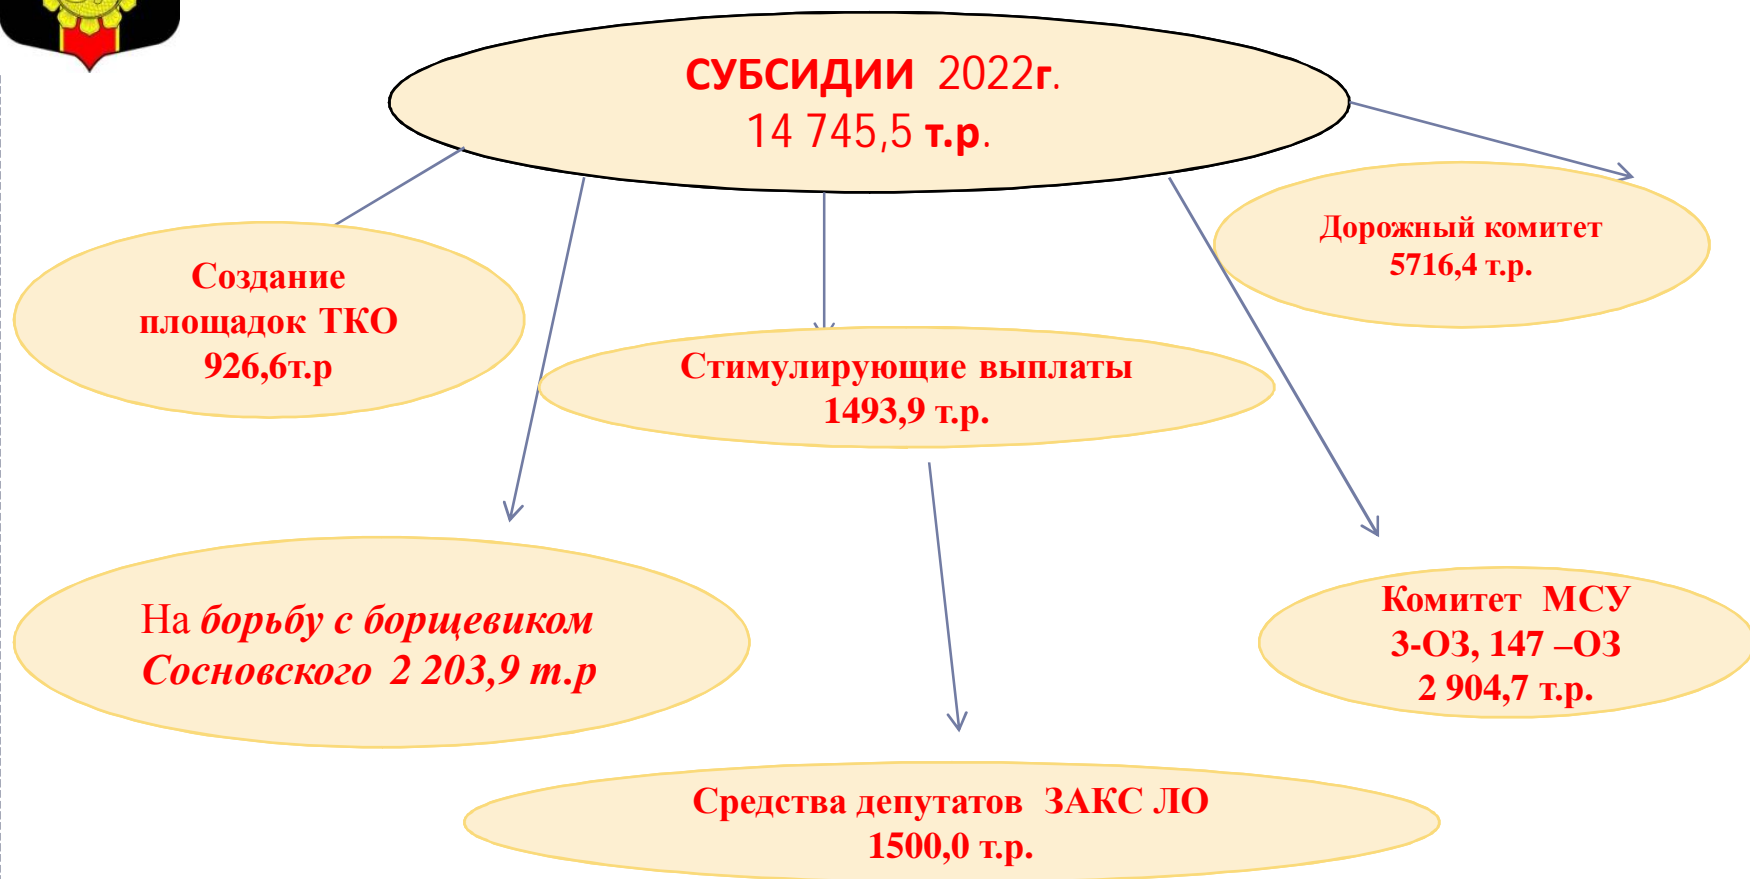 СУБСИДИИ 2022г.
14 745,5 т.р.
Дорожный комитет
5716,4 т.р.
Создание
площадок ТКО
926,6т.р
Стимулирующие выплаты
1493,9 т.р.
На борьбу с борщевиком
Сосновского 2 203,9 т.р
Комитет МСУ
3-ОЗ, 147 –ОЗ
2 904,7 т.р.
Средства депутатов ЗАКС ЛО
1500,0 т.р.